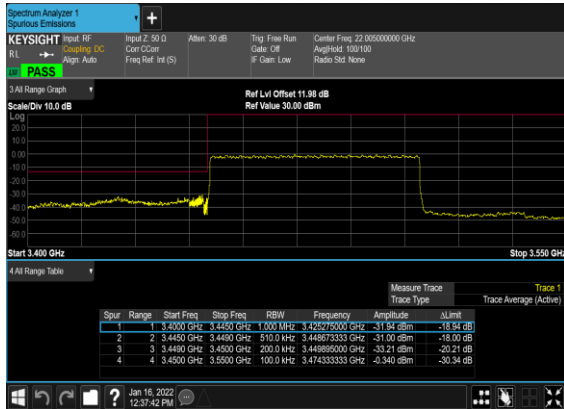 Spectrum Analyzer 1
Spurious Emissions
KEYSIGHT Input: RF Input Z: 50 Ω Atten: 30 dB Trig: Free Run Center Freq: 22.005000000 GHz
RL Coupling: DC Corr CCorr Gate: Off Avg|Hold: 100/100
Align: Auto Freq Ref: Int (S) IF Gain: Low Radio Std: None
PASS
3 All Range Graph
Ref Lvl Offset 11.98 dB
Scale/Div 10.0 dB Ref Value 30.00 dBm
Log
20.0
10.0
0.00
-10.0
-20.0
-30.0
-40.0
-50.0
-60.0
Start 3.400 GHz Stop 3.550 GHz
4 All Range Table
Measure Trace Trace 1
Trace Type Trace Average (Active)
Spur Range Start Freq Stop Freq RBW Frequency Amplitude ΔLimit
1 1 3.4000 GHz 3.4450 GHz 1.000 MHz 3.425275000 GHz -31.94 dBm -18.94 dB
2 2 3.4450 GHz 3.4490 GHz 510.0 kHz 3.448673333 GHz -31.00 dBm -18.00 dB
3 3 3.4490 GHz 3.4500 GHz 200.0 kHz 3.449895000 GHz -33.21 dBm -20.21 dB
4 4 3.4500 GHz 3.5500 GHz 100.0 kHz 3.474333333 GHz -0.340 dBm -30.34 dB
Jan 16, 2022
12:37:42 PM